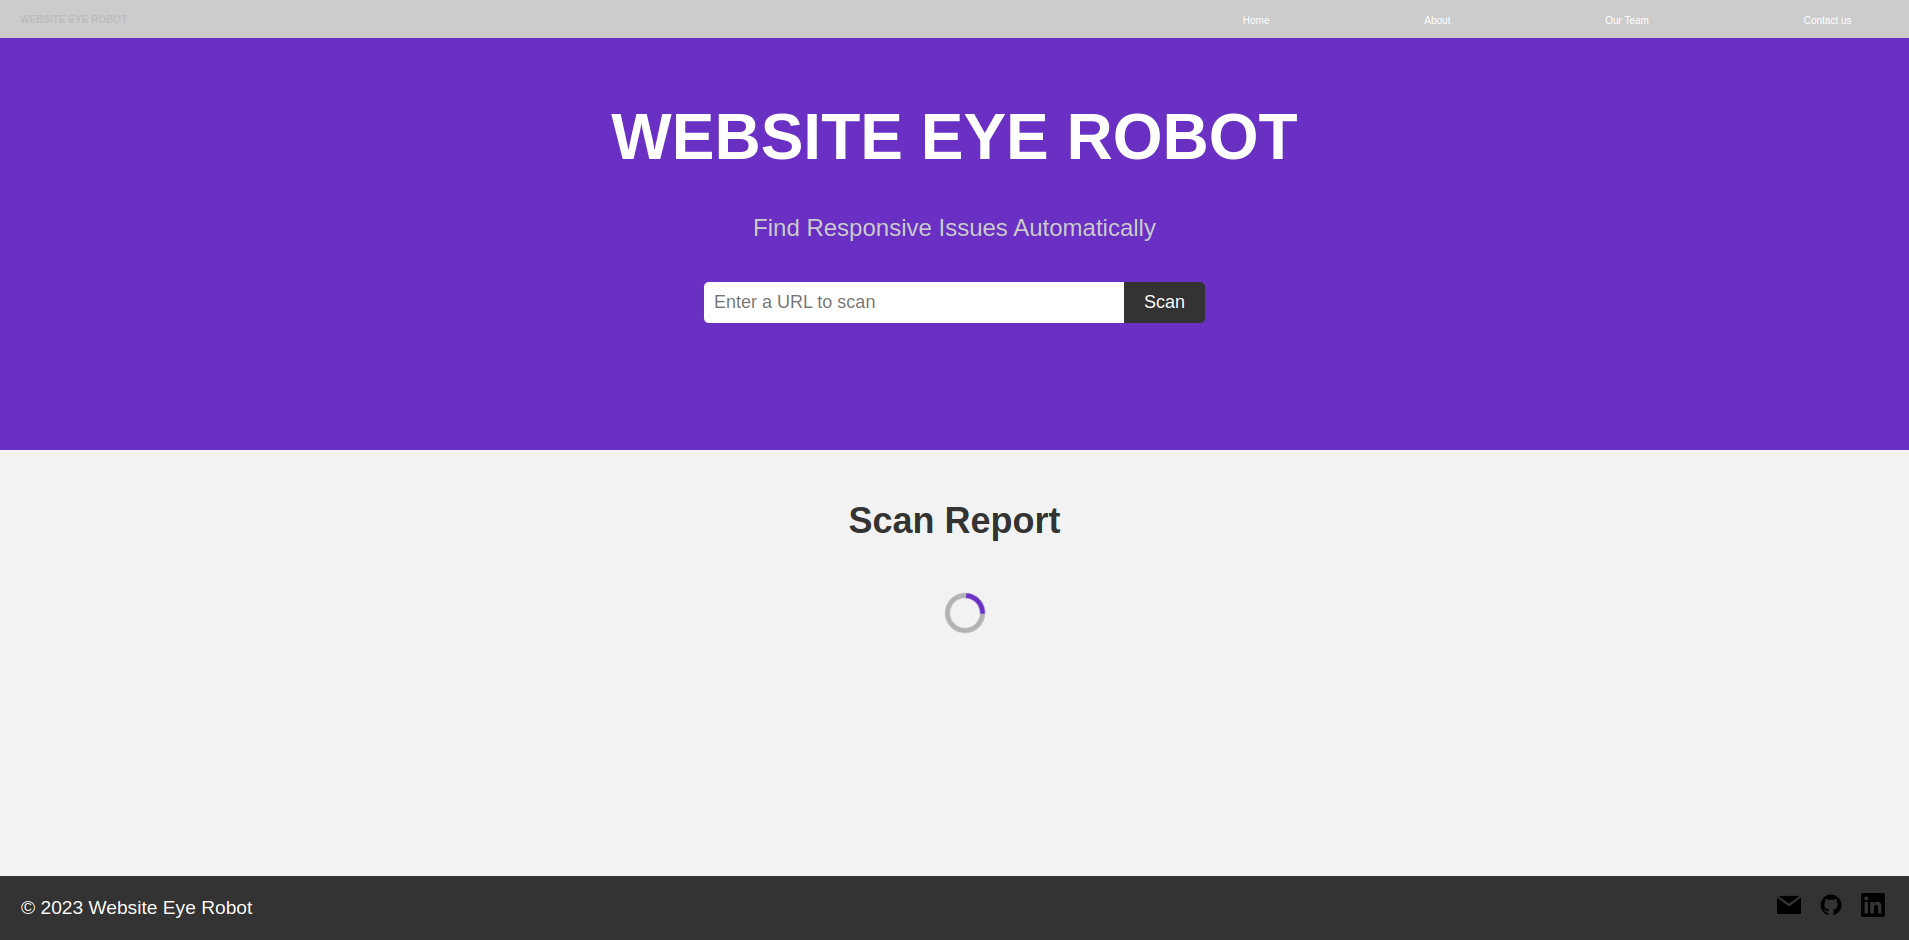 WEBSITE EYE ROBOT
Home About Our Team Contact us
WEBSITE EYE ROBOT
Find Responsive Issues Automatically
Enter a URL to scan
Scan
Scan Report
© 2023 Website Eye Robot
in